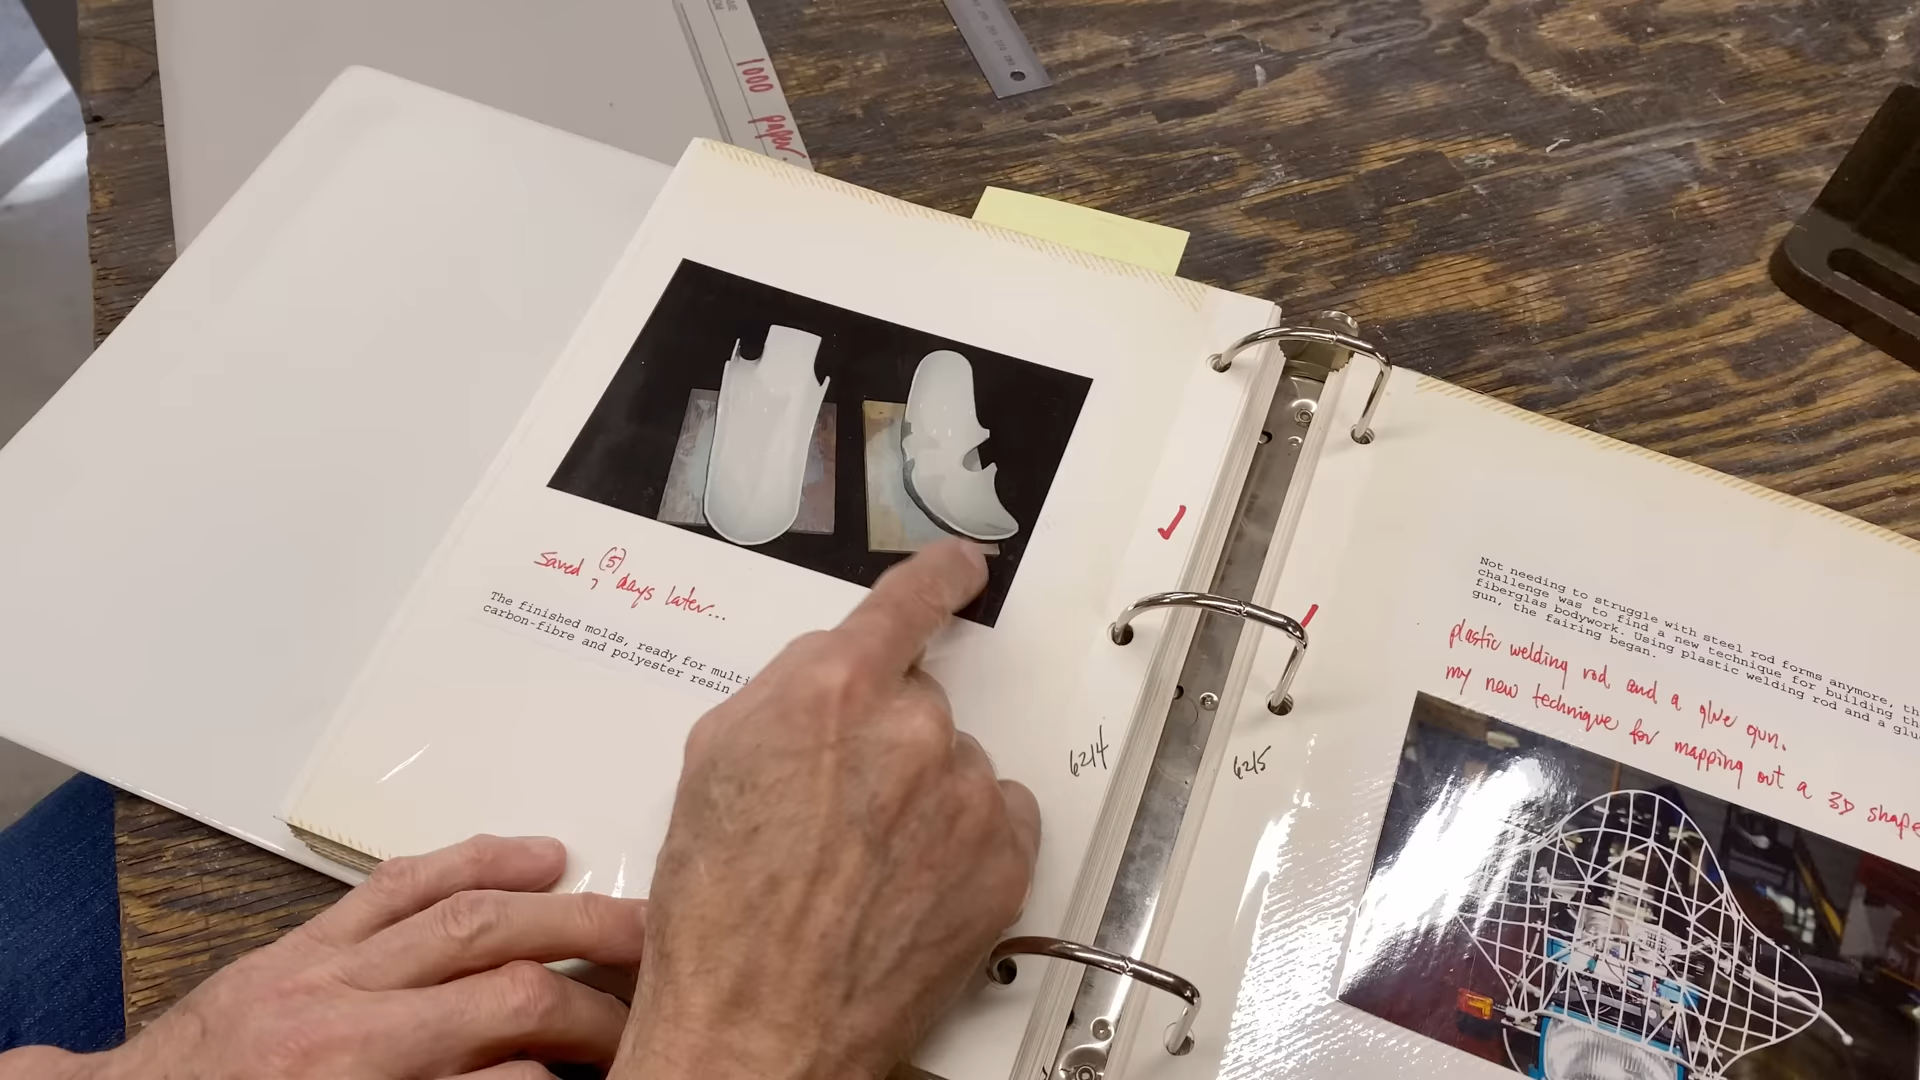 1000 paper.
saved, (5) days later...
The finished molds, ready for multi
carbon-fibre and polyester resin
6214
6215
Not needing to struggle with steel rod forms anymore, th
challenge was to find a new technique for building th
fiberglas bodywork. Using plastic welding rod and a glu
gun, the fairing began.
plastic welding rod and a glue gun.
my new technique for mapping out a 3D shape